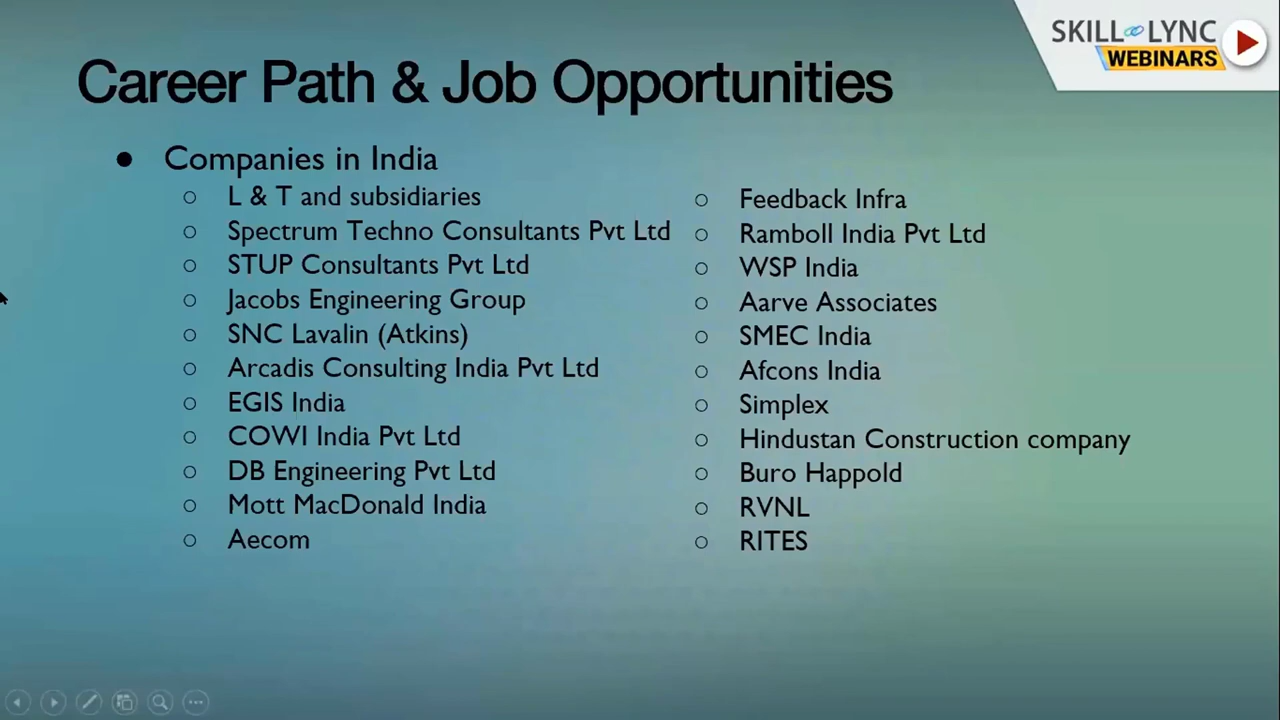 SKILL LYNC
WEBINARS
Career Path & Job Opportunities
● Companies in India
○ L & T and subsidiaries
○ Spectrum Techno Consultants Pvt Ltd
○ STUP Consultants Pvt Ltd
○ Jacobs Engineering Group
○ SNC Lavalin (Atkins)
○ Arcadis Consulting India Pvt Ltd
○ EGIS India
○ COWI India Pvt Ltd
○ DB Engineering Pvt Ltd
○ Mott MacDonald India
○ Aecom
○ Feedback Infra
○ Ramboll India Pvt Ltd
○ WSP India
○ Aarve Associates
○ SMEC India
○ Afcons India
○ Simplex
○ Hindustan Construction company
○ Buro Happold
○ RVNL
○ RITES